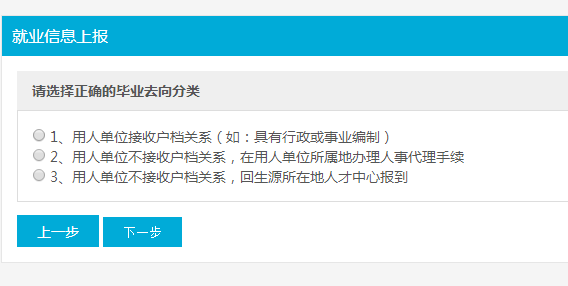 就业信息上报
请选择正确的毕业去向分类
1、用人单位接收户档关系（如：具有行政或事业编制）
2、用人单位不接收户档关系，在用人单位所属地办理人事代理手续
3、用人单位不接收户档关系，回生源所在地人才中心报到
上一步 下一步